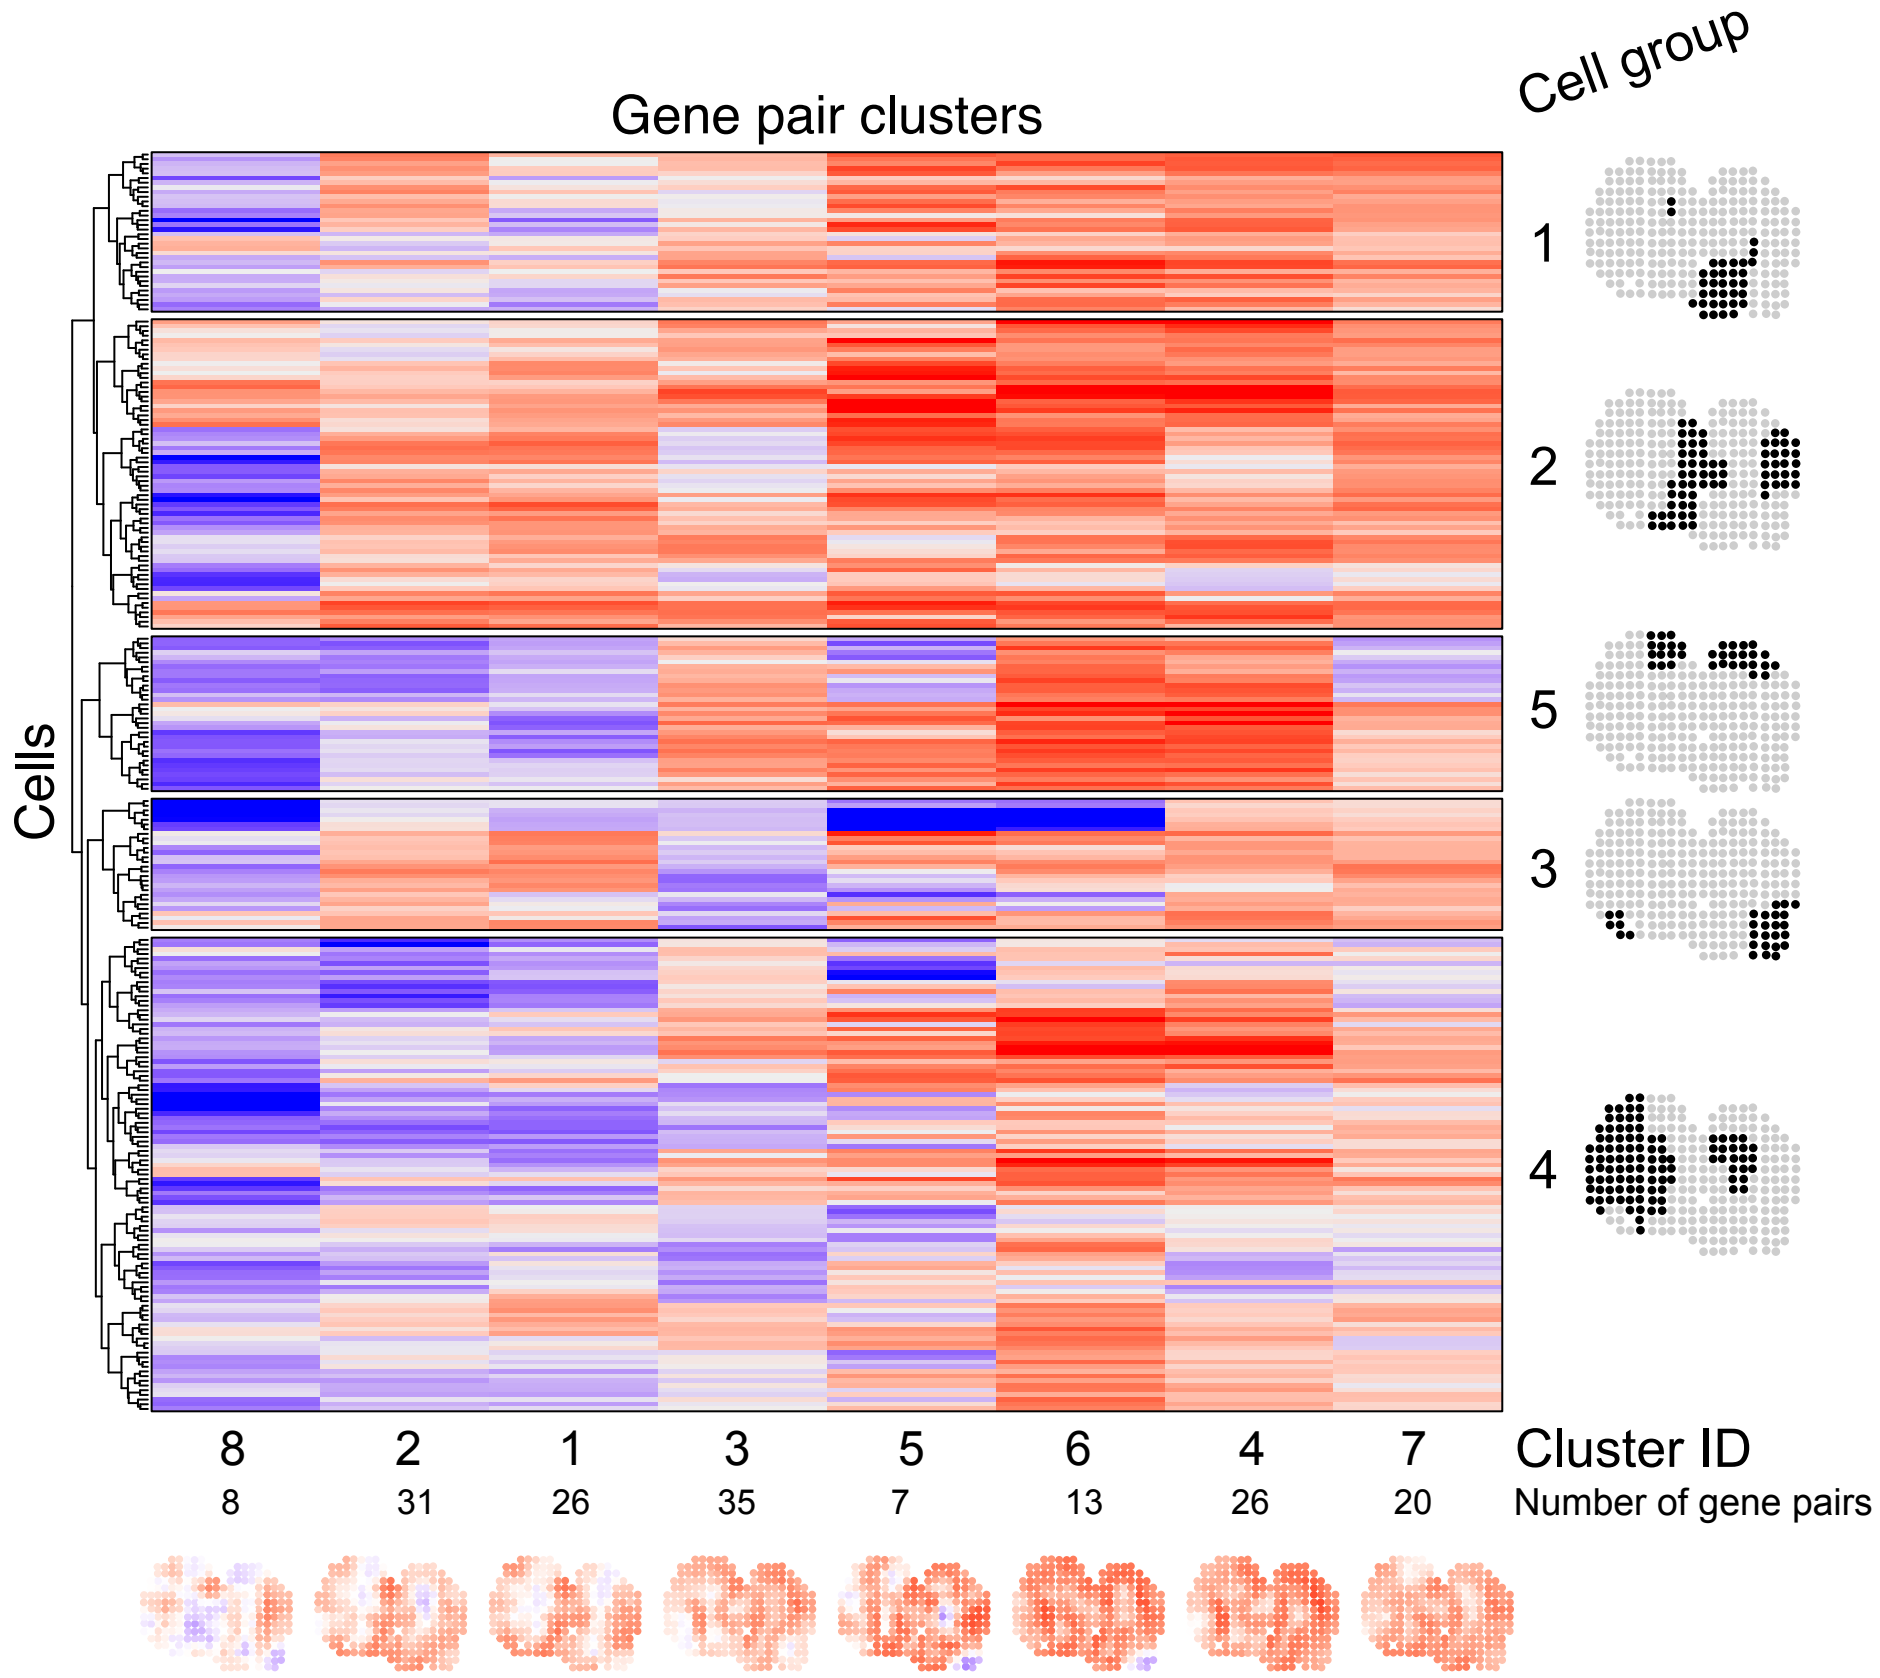 Cell group
Gene pair clusters
Cells
1
2
5
3
4
8 2 1 3 5 6 4 7 Cluster ID
8 31 26 35 7 13 26 20 Number of gene pairs